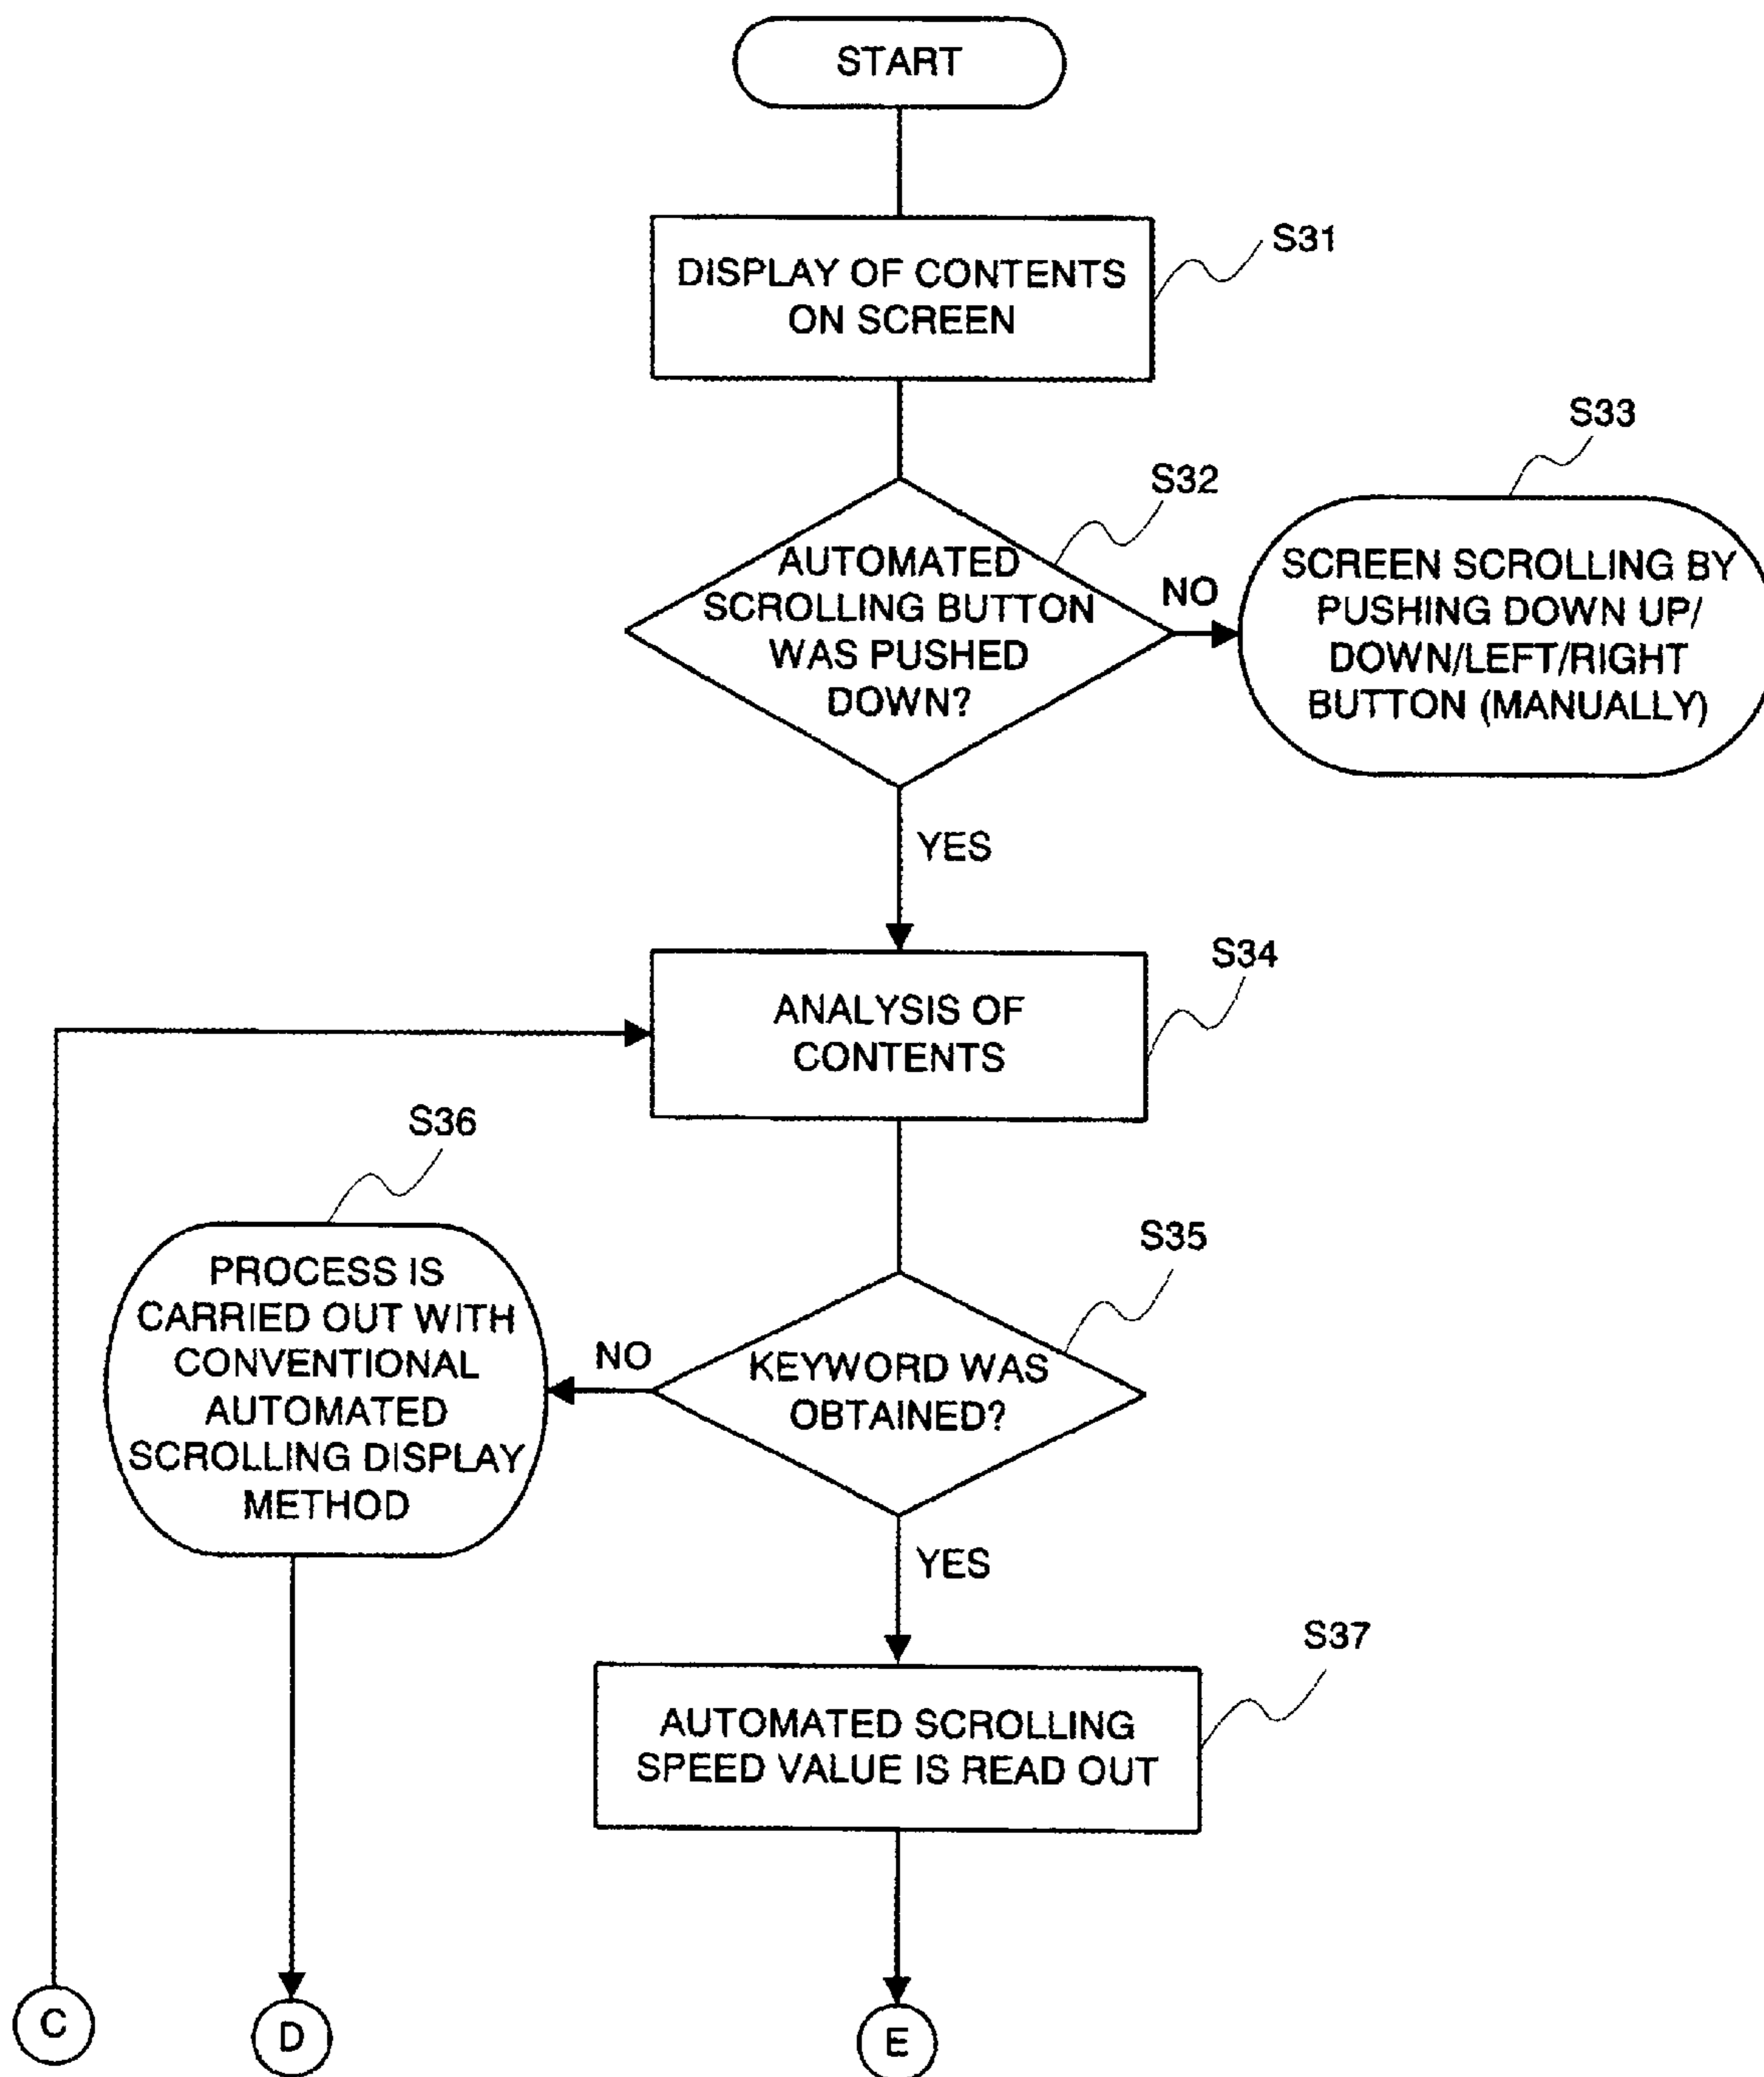 START
DISPLAY OF CONTENTS
ON SCREEN
S31
S32
AUTOMATED
SCROLLING BUTTON
WAS PUSHED
DOWN?
NO
S33
SCREEN SCROLLING BY
PUSHING DOWN UP/
DOWN/LEFT/RIGHT
BUTTON (MANUALLY)
YES
S34
ANALYSIS OF
CONTENTS
S35
KEYWORD WAS
OBTAINED?
NO
S36
PROCESS IS
CARRIED OUT WITH
CONVENTIONAL
AUTOMATED
SCROLLING DISPLAY
METHOD
YES
S37
AUTOMATED SCROLLING
SPEED VALUE IS READ OUT
C
D
E